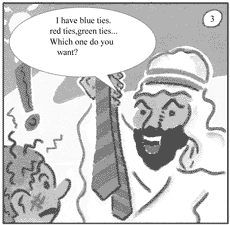 I have blue ties.
red ties,green ties...
Which one do you
want?
3